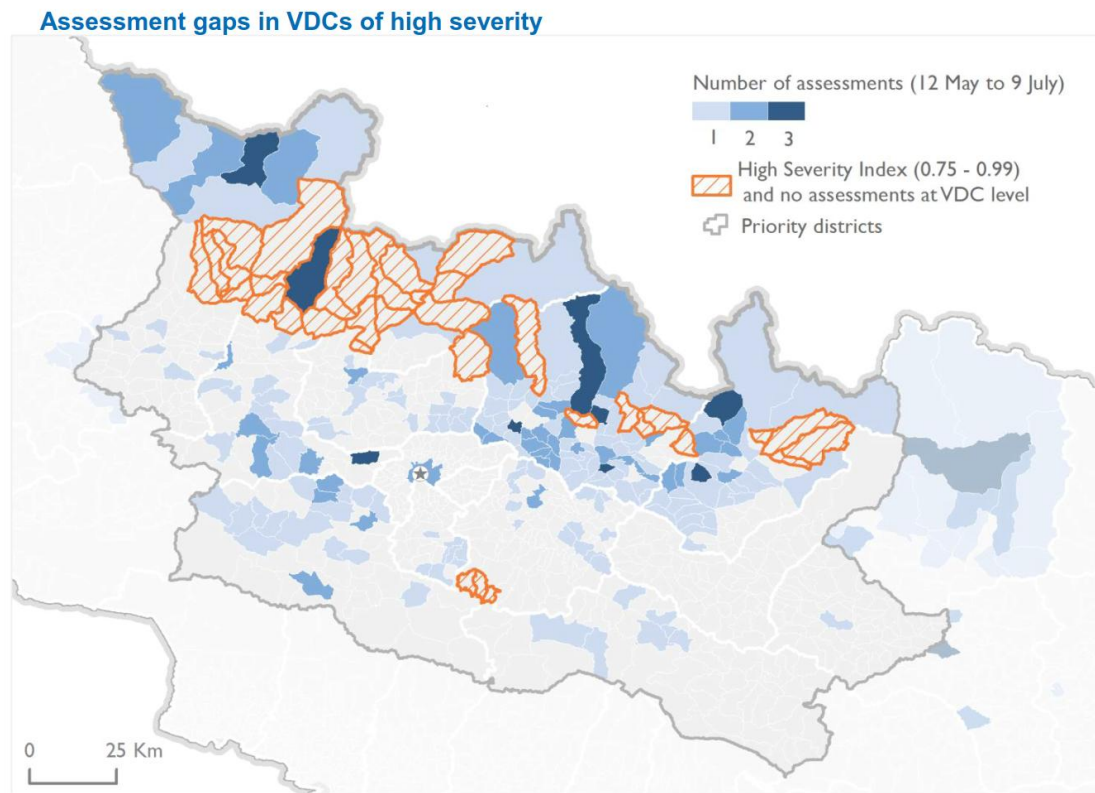 Assessment gaps in VDCs of high severity
Number of assessments (12 May to 9 July)
1 2 3
High Severity Index (0.75 - 0.99)
and no assessments at VDC level
Priority districts
0 25 Km